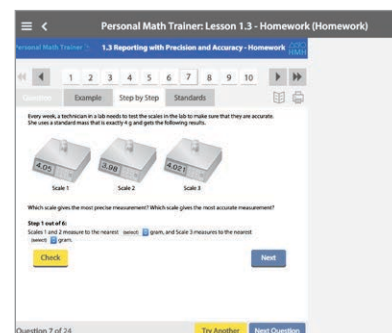 Personal Math Trainer: Lesson 1.3 - Homework (Homework)
Personal Math Trainer
1.3 Reporting with Precision and Accuracy - Homework
HMH
1 2 3 4 5 6 7 8 9 10
Question Example Step by Step Standards
Every week, a technician in a lab needs to test the scales in the lab to make sure that they are accurate.
She uses a standard mass that is exactly 4 g and gets the following results.
4.05 3.98 4.021
Scale 1 Scale 2 Scale 3
Which scale gives the most precise measurement? Which scale gives the most accurate measurement?
Step 1 out of 6:
Scales 1 and 2 measure to the nearest (select) gram, and Scale 3 measures to the nearest
(select) gram.
Check Next
Question 7 of 24 Try Another Next Question